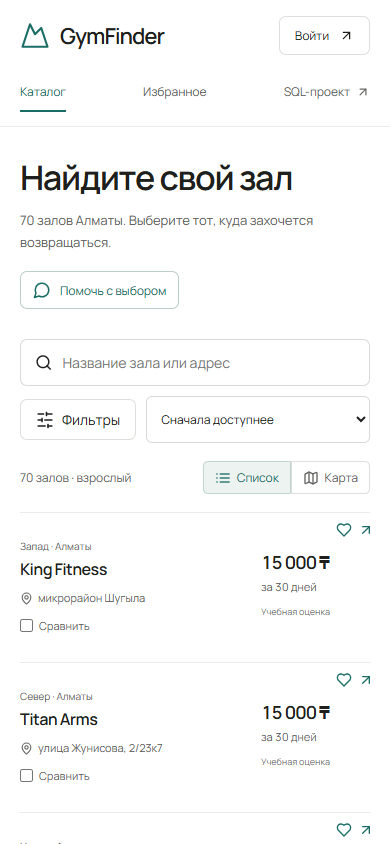 GymFinder
Войти
Каталог
Избранное
SQL-проект
Найдите свой зал
70 залов Алматы. Выберите тот, куда захочется
возвращаться.
Помочь с выбором
Название зала или адрес
Фильтры
Сначала доступнее
70 залов · взрослый
Список
Карта
Запад · Алматы
King Fitness
15 000 ₸
микрорайон Шугыла
за 30 дней
Учебная оценка
Сравнить
Север · Алматы
Titan Arms
15 000 ₸
улица Жунисова, 2/23к7
за 30 дней
Учебная оценка
Сравнить